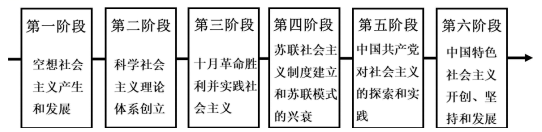 第一阶段
空想社会
主义产生
和发展
第二阶段
科学社会
主义理论
体系创立
第三阶段
十月革命胜
利并实践社
会主义
第四阶段
苏联社会主
义制度建立
和苏联模式
的兴衰
第五阶段
中国共产党
对社会主义
的探索和实
践
第六阶段
中国特色
社会主义
开创、坚
持和发展